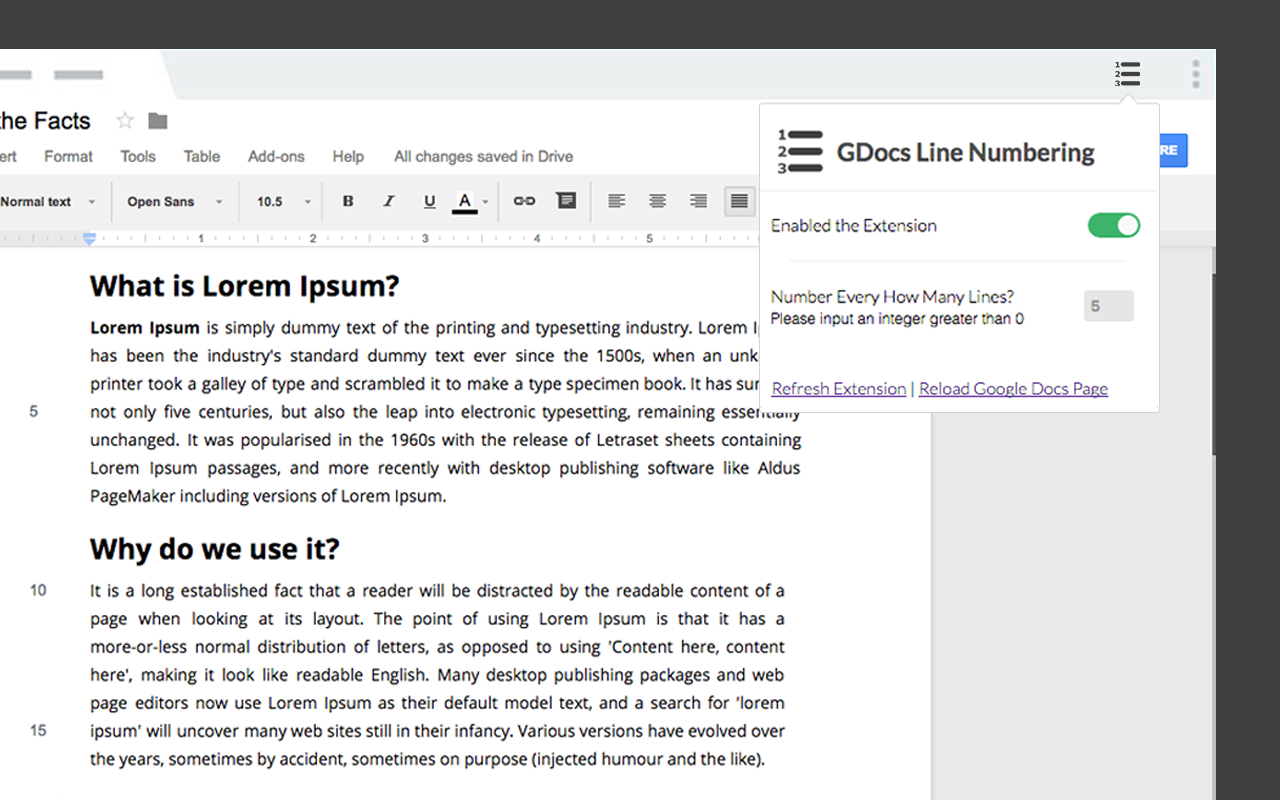 1
2
3
the Facts
ert Format Tools Table Add-ons Help All changes saved in Drive
RE
Normal text Open Sans 10.5 B I U A
1 2 3 4 5
1
2
3
GDocs Line Numbering
Enabled the Extension
Number Every How Many Lines?
Please input an integer greater than 0
5
Refresh Extension | Reload Google Docs Page
What is Lorem Ipsum?
Lorem Ipsum is simply dummy text of the printing and typesetting industry. Lorem
has been the industry's standard dummy text ever since the 1500s, when an unk
printer took a galley of type and scrambled it to make a type specimen book. It has
5 not only five centuries, but also the leap into electronic typesetting, remaining essentially
unchanged. It was popularised in the 1960s with the release of Letraset sheets containing
Lorem Ipsum passages, and more recently with desktop publishing software like Aldus
PageMaker including versions of Lorem Ipsum.
Why do we use it?
10 It is a long established fact that a reader will be distracted by the readable content of a
page when looking at its layout. The point of using Lorem Ipsum is that it has a
more-or-less normal distribution of letters, as opposed to using 'Content here, content
here', making it look like readable English. Many desktop publishing packages and web
page editors now use Lorem Ipsum as their default model text, and a search for 'lorem
15 ipsum' will uncover many web sites still in their infancy. Various versions have evolved over
the years, sometimes by accident, sometimes on purpose (injected humour and the like).